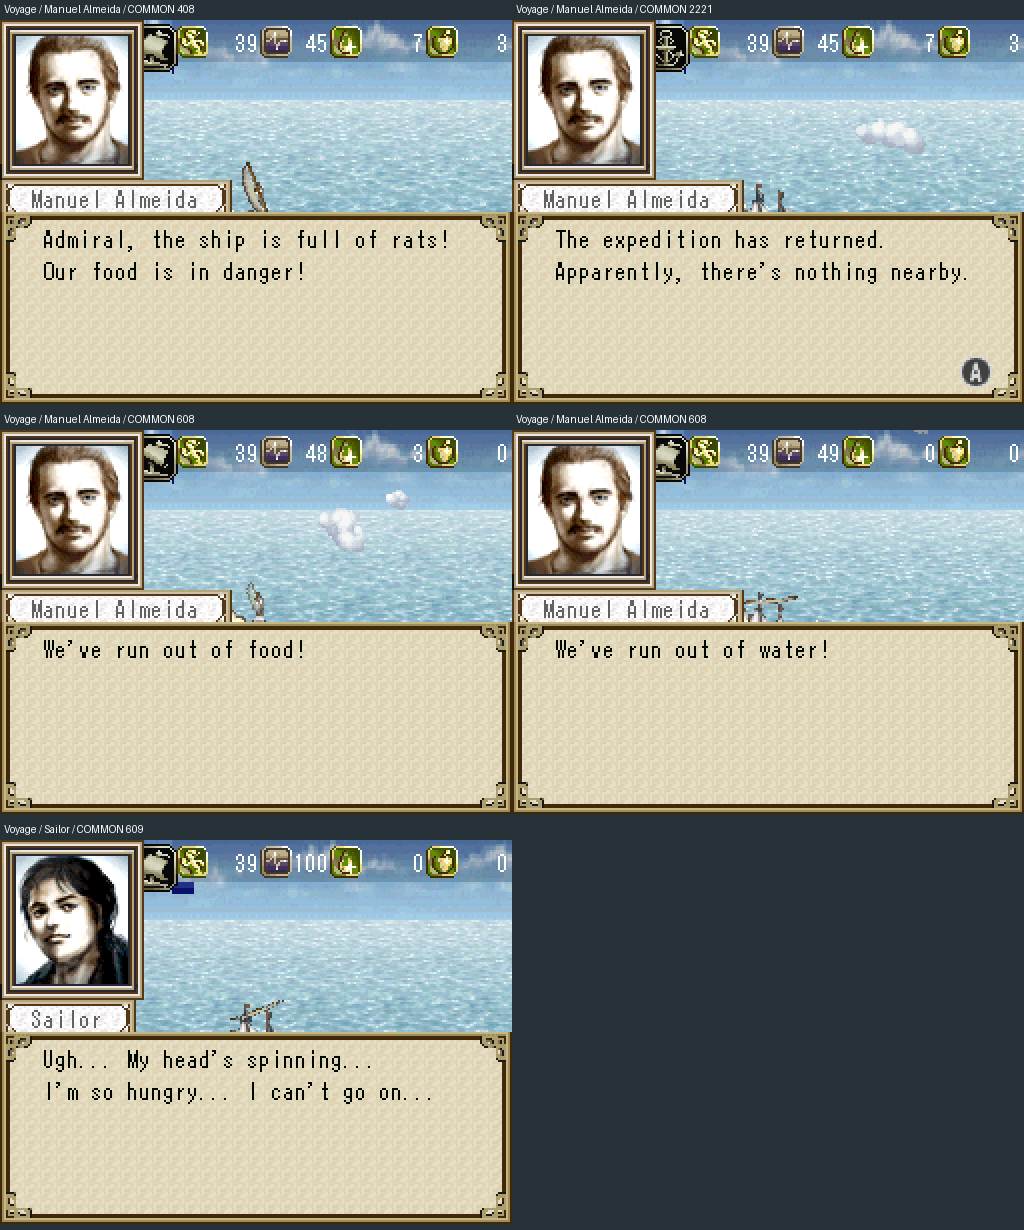 Voyage / Manuel Almeida / COMMON 408
39 45 7 3
Manuel Almeida
Admiral, the ship is full of rats!
Our food is in danger!
Voyage / Manuel Almeida / COMMON 2221
39 45 7 3
Manuel Almeida
The expedition has returned.
Apparently, there's nothing nearby.
A
Voyage / Manuel Almeida / COMMON 608
39 48 3 0
Manuel Almeida
We've run out of food!
Voyage / Manuel Almeida / COMMON 608
39 49 0 0
Manuel Almeida
We've run out of water!
Voyage / Sailor / COMMON 609
39 100 0 0
Sailor
Ugh... My head's spinning...
I'm so hungry... I can't go on...